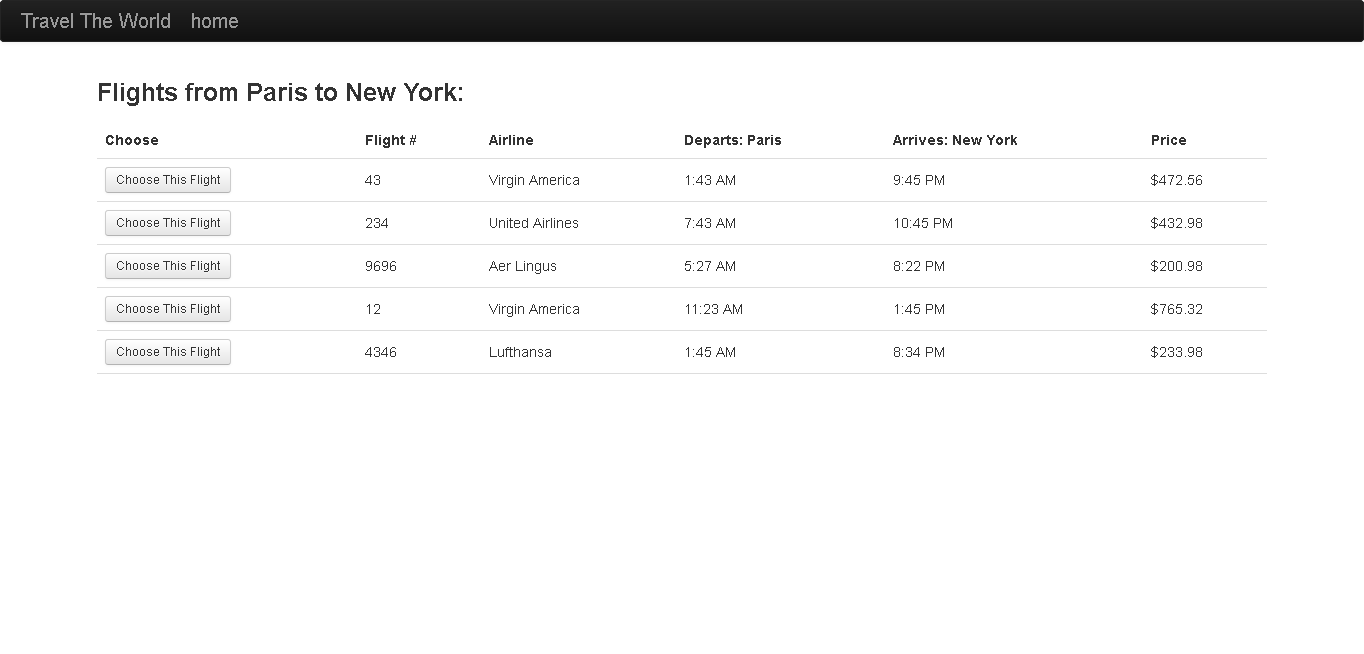 Travel The World home
Flights from Paris to New York:
Choose Flight # Airline Departs: Paris Arrives: New York Price
Choose This Flight 43 Virgin America 1:43 AM 9:45 PM $472.56
Choose This Flight 234 United Airlines 7:43 AM 10:45 PM $432.98
Choose This Flight 9696 Aer Lingus 5:27 AM 8:22 PM $200.98
Choose This Flight 12 Virgin America 11:23 AM 1:45 PM $765.32
Choose This Flight 4346 Lufthansa 1:45 AM 8:34 PM $233.98